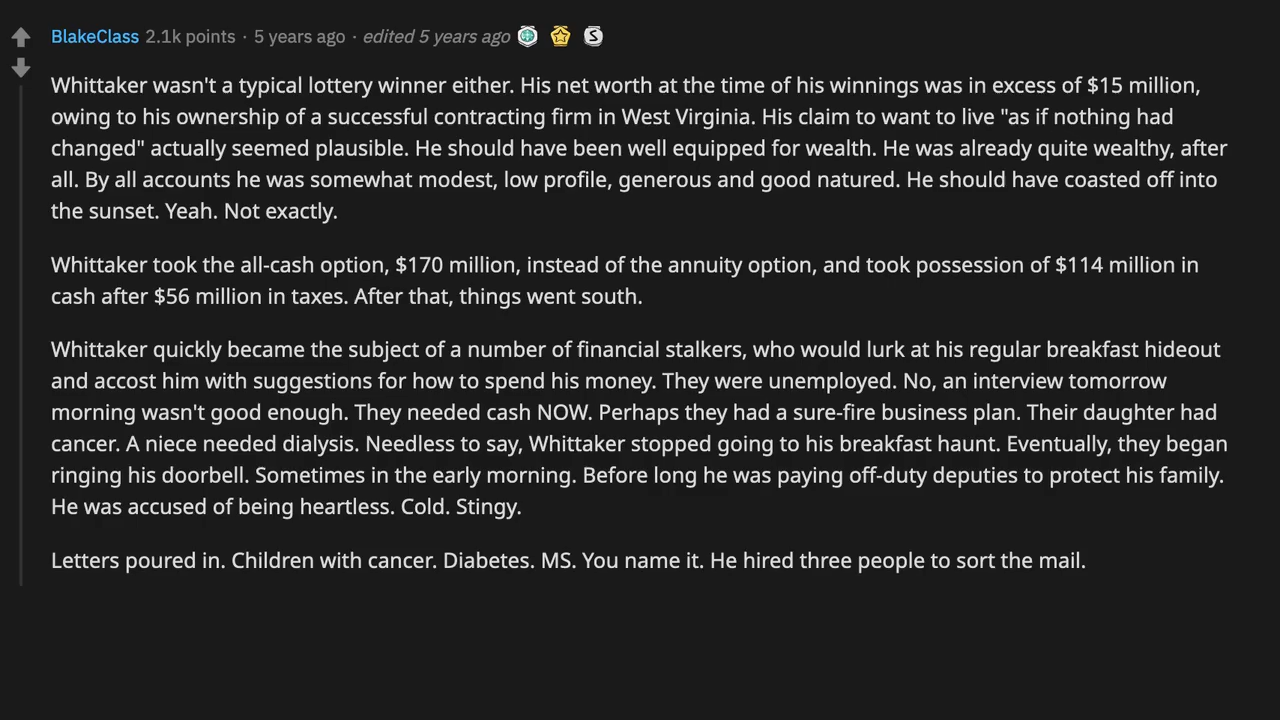 BlakeClass 2.1k points · 5 years ago · edited 5 years ago S
Whittaker wasn't a typical lottery winner either. His net worth at the time of his winnings was in excess of $15 million,
owing to his ownership of a successful contracting firm in West Virginia. His claim to want to live "as if nothing had
changed" actually seemed plausible. He should have been well equipped for wealth. He was already quite wealthy, after
all. By all accounts he was somewhat modest, low profile, generous and good natured. He should have coasted off into
the sunset. Yeah. Not exactly.
Whittaker took the all-cash option, $170 million, instead of the annuity option, and took possession of $114 million in
cash after $56 million in taxes. After that, things went south.
Whittaker quickly became the subject of a number of financial stalkers, who would lurk at his regular breakfast hideout
and accost him with suggestions for how to spend his money. They were unemployed. No, an interview tomorrow
morning wasn't good enough. They needed cash NOW. Perhaps they had a sure-fire business plan. Their daughter had
cancer. A niece needed dialysis. Needless to say, Whittaker stopped going to his breakfast haunt. Eventually, they began
ringing his doorbell. Sometimes in the early morning. Before long he was paying off-duty deputies to protect his family.
He was accused of being heartless. Cold. Stingy.
Letters poured in. Children with cancer. Diabetes. MS. You name it. He hired three people to sort the mail.